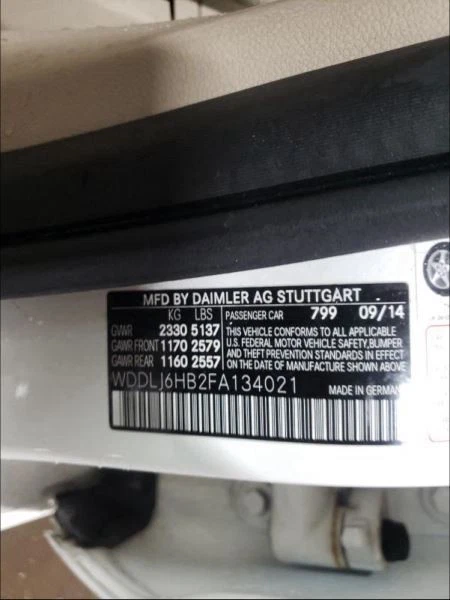 MFD BY DAIMLER AG STUTTGART
KG LBS PASSENGER CAR 799 09/14
GVWR 2330 5137 THIS VEHICLE CONFORMS TO ALL APPLICABLE
GAWR FRONT 1170 2579 U.S. FEDERAL MOTOR VEHICLE SAFETY, BUMPER
GAWR REAR 1160 2557 AND THEFT PREVENTION STANDARDS IN EFFECT
ON THE DATE OF MANUFACTURE SHOWN ABOVE
WDDLJ6HB2FA134021 MADE IN GERMAN